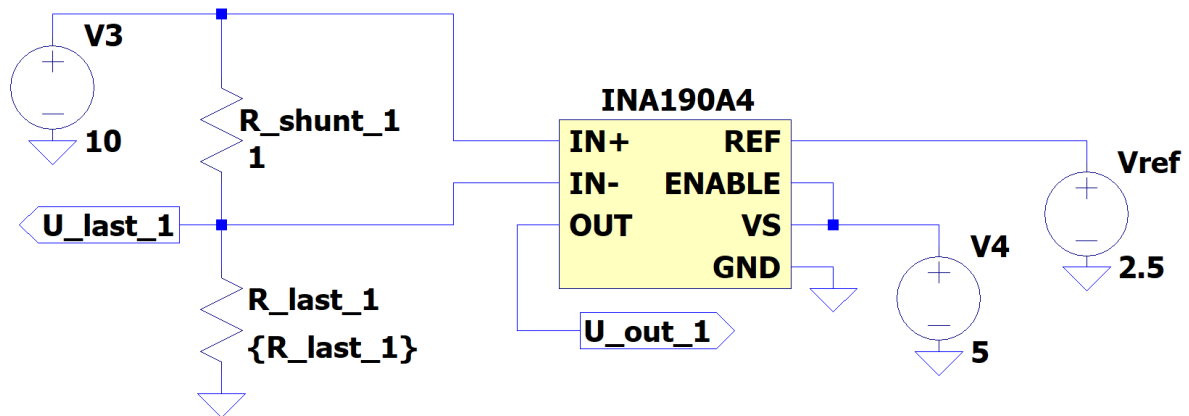 V3
10
R_shunt_1
1
U_last_1
R_last_1
{R_last_1}
INA190A4
IN+ REF
IN- ENABLE
OUT VS
GND
U_out_1
V4
5
Vref
2.5